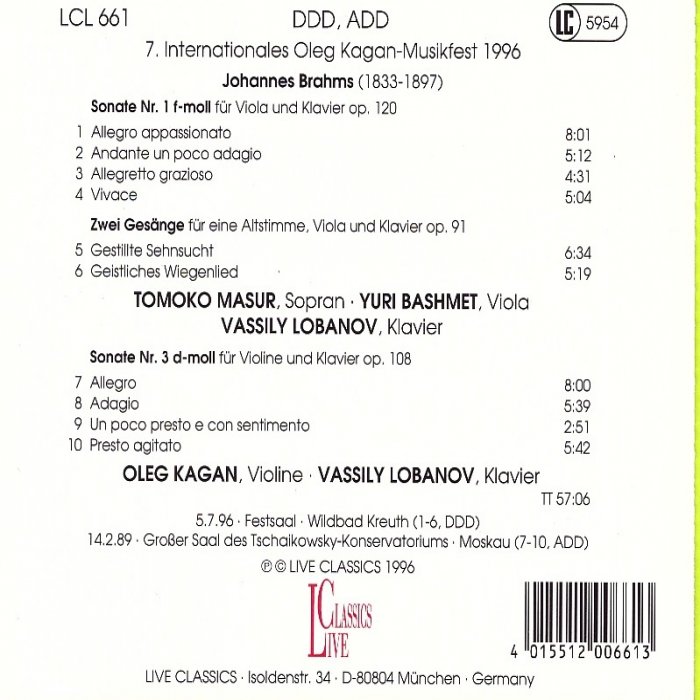 LCL 661 DDD, ADD LC 5954
7. Internationales Oleg Kagan-Musikfest 1996
Johannes Brahms (1833-1897)
Sonate Nr. 1 f-moll für Viola und Klavier op. 120
1 Allegro appassionato 8:01
2 Andante un poco adagio 5:12
3 Allegretto grazioso 4:31
4 Vivace 5:04
Zwei Gesänge für eine Altstimme, Viola und Klavier op. 91
5 Gestillte Sehnsucht 6:34
6 Geistliches Wiegenlied 5:19
TOMOKO MASUR, Sopran · YURI BASHMET, Viola
VASSILY LOBANOV, Klavier
Sonate Nr. 3 d-moll für Violine und Klavier op. 108
7 Allegro 8:00
8 Adagio 5:39
9 Un poco presto e con sentimento 2:51
10 Presto agitato 5:42
OLEG KAGAN, Violine · VASSILY LOBANOV, Klavier
TT 57:06
5.7.96 · Festsaal · Wildbad Kreuth (1-6, DDD)
14.2.89 · Großer Saal des Tschaikowsky-Konservatoriums · Moskau (7-10, ADD)
℗ © LIVE CLASSICS 1996
LIVE CLASSICS
4 015512 006613
LIVE CLASSICS · Isoldenstr. 34 · D-80804 München · Germany